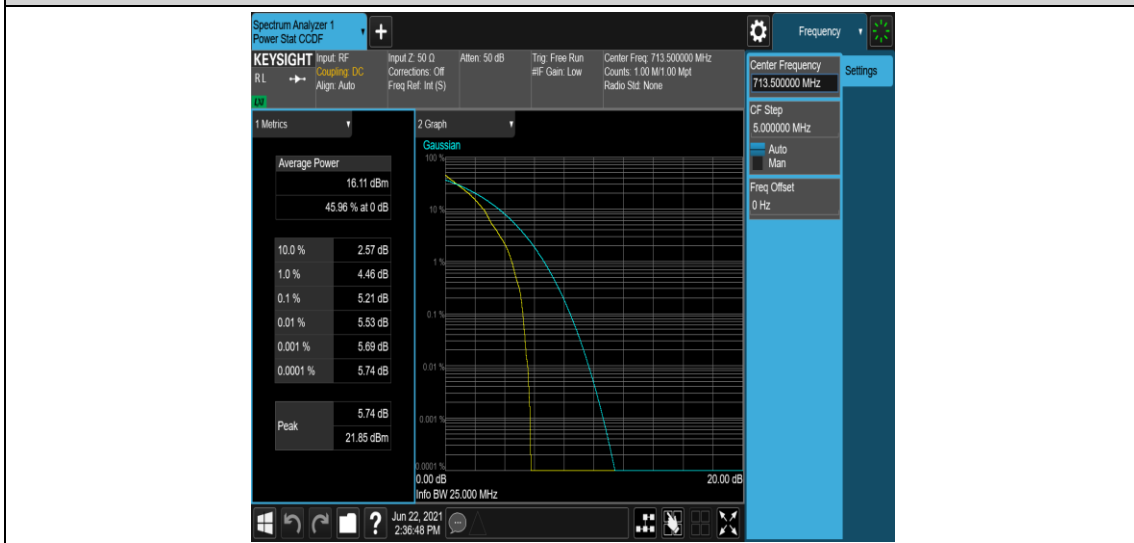 Spectrum Analyzer 1
Power Stat CCDF
+
Frequency
KEYSIGHT
RL
LXI
Input: RF
Coupling: DC
Align: Auto
Input Z: 50 Ω
Corrections: Off
Freq Ref: Int (S)
Atten: 50 dB
Trig: Free Run
#IF Gain: Low
Center Freq: 713.500000 MHz
Counts: 1.00 M/1.00 Mpt
Radio Std: None
Center Frequency
713.500000 MHz
Settings
CF Step
5.000000 MHz
Auto
Man
Freq Offset
0 Hz
1 Metrics
Average Power
16.11 dBm
45.96 % at 0 dB
10.0 % 2.57 dB
1.0 % 4.46 dB
0.1 % 5.21 dB
0.01 % 5.53 dB
0.001 % 5.69 dB
0.0001 % 5.74 dB
Peak
5.74 dB
21.85 dBm
2 Graph
Gaussian
100 %
10 %
1 %
0.1 %
0.01 %
0.001 %
0.0001 %
0.00 dB 20.00 dB
Info BW 25.000 MHz
?
Jun 22, 2021
2:36:48 PM